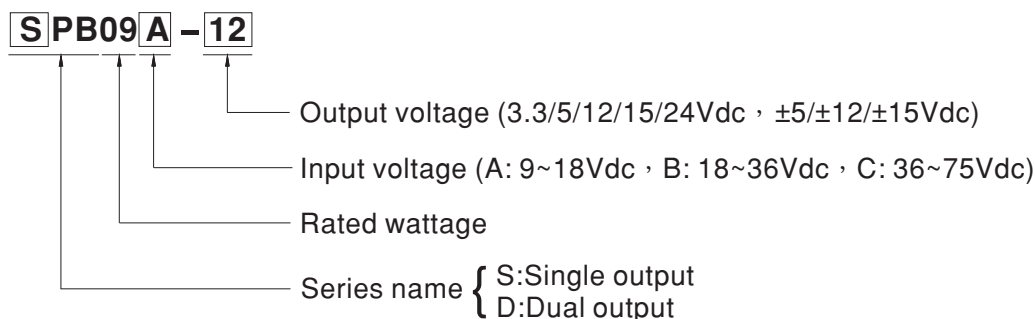 SPB09A-12
Output voltage (3.3/5/12/15/24Vdc，±5/±12/±15Vdc)
Input voltage (A: 9~18Vdc，B: 18~36Vdc，C: 36~75Vdc)
Rated wattage
Series name { S:Single output
D:Dual output